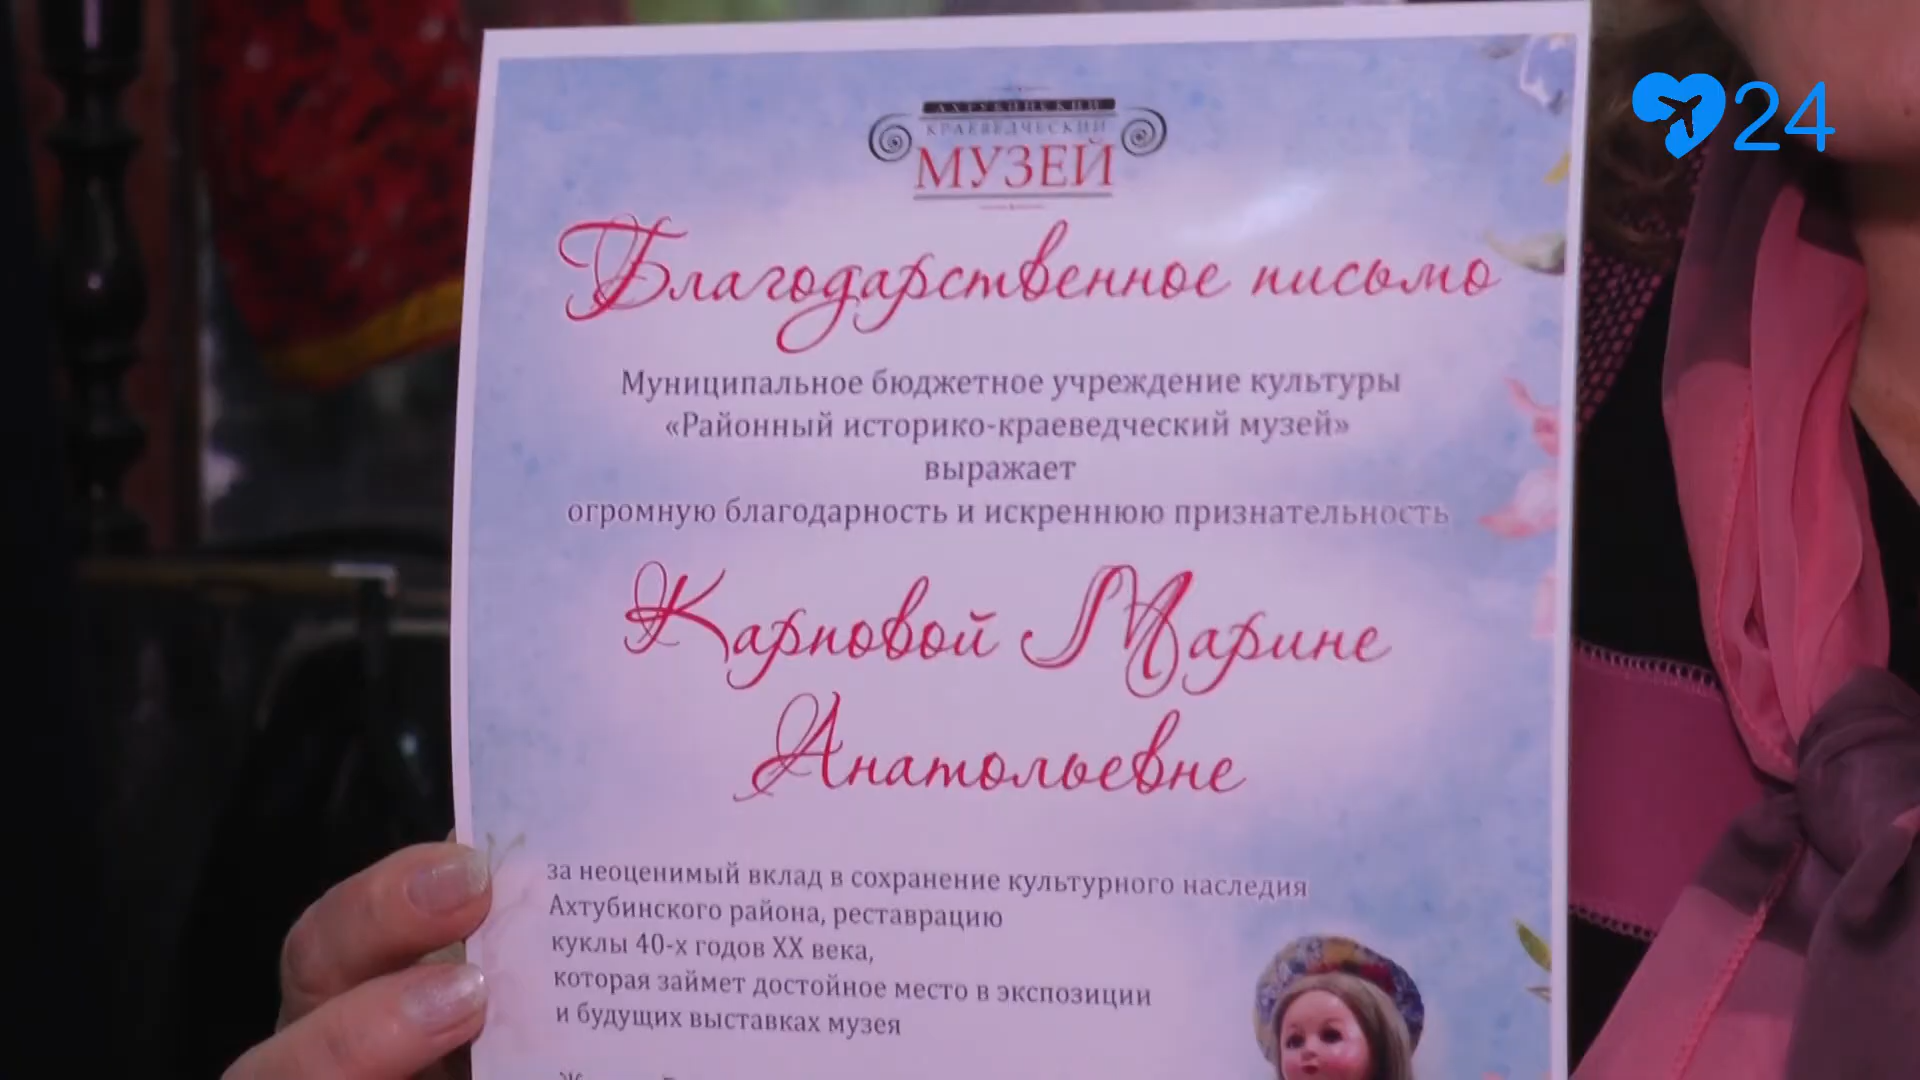 24
АХТУБИНСКИЙ
КРАЕВЕДЧЕСКИЙ
МУЗЕЙ
Благодарственное письмо
Муниципальное бюджетное учреждение культуры
«Районный историко-краеведческий музей»
выражает
огромную благодарность и искреннюю признательность
Карповой Марине
Анатольевне
за неоценимый вклад в сохранение культурного наследия
Ахтубинского района, реставрацию
куклы 40-х годов XX века,
которая займет достойное место в экспозиции
и будущих выставках музея